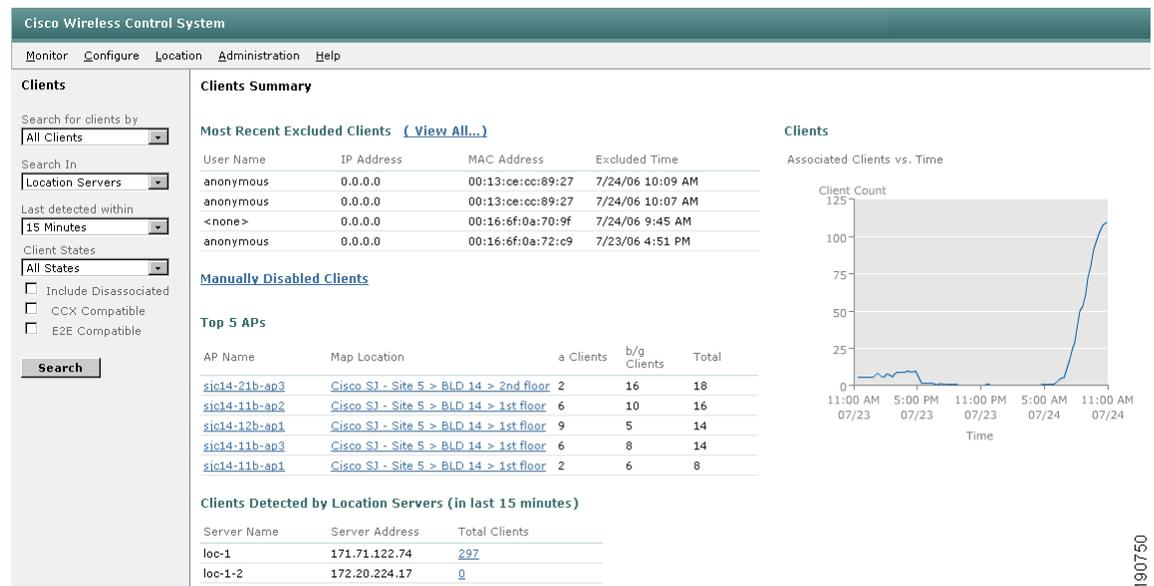 Cisco Wireless Control System
Monitor Configure Location Administration Help
Clients
Search for clients by
All Clients
Search In
Location Servers
Last detected within
15 Minutes
Client States
All States
Include Disassociated
CCX Compatible
E2E Compatible
Search
Clients Summary
Most Recent Excluded Clients ( View All...)
User Name IP Address MAC Address Excluded Time
anonymous 0.0.0.0 00:13:ce:cc:89:27 7/24/06 10:09 AM
anonymous 0.0.0.0 00:13:ce:cc:89:27 7/24/06 10:07 AM
<none> 0.0.0.0 00:16:6f:0a:70:9f 7/24/06 9:45 AM
anonymous 0.0.0.0 00:16:6f:0a:72:c9 7/23/06 4:51 PM
Manually Disabled Clients
Top 5 APs
AP Name Map Location a Clients b/g Clients Total
sjc14-21b-ap3 Cisco SJ - Site 5 > BLD 14 > 2nd floor 2 16 18
sjc14-11b-ap2 Cisco SJ - Site 5 > BLD 14 > 1st floor 6 10 16
sjc14-12b-ap1 Cisco SJ - Site 5 > BLD 14 > 1st floor 9 5 14
sjc14-11b-ap3 Cisco SJ - Site 5 > BLD 14 > 1st floor 6 8 14
sjc14-11b-ap1 Cisco SJ - Site 5 > BLD 14 > 1st floor 2 6 8
Clients Detected by Location Servers (in last 15 minutes)
Server Name Server Address Total Clients
loc-1 171.71.122.74 297
loc-1-2 172.20.224.17 0
Clients
Associated Clients vs. Time
Client Count
125
100
75
50
25
0
11:00 AM 5:00 PM 11:00 PM 5:00 AM 11:00 AM
07/23 07/23 07/23 07/24 07/24
Time
190750